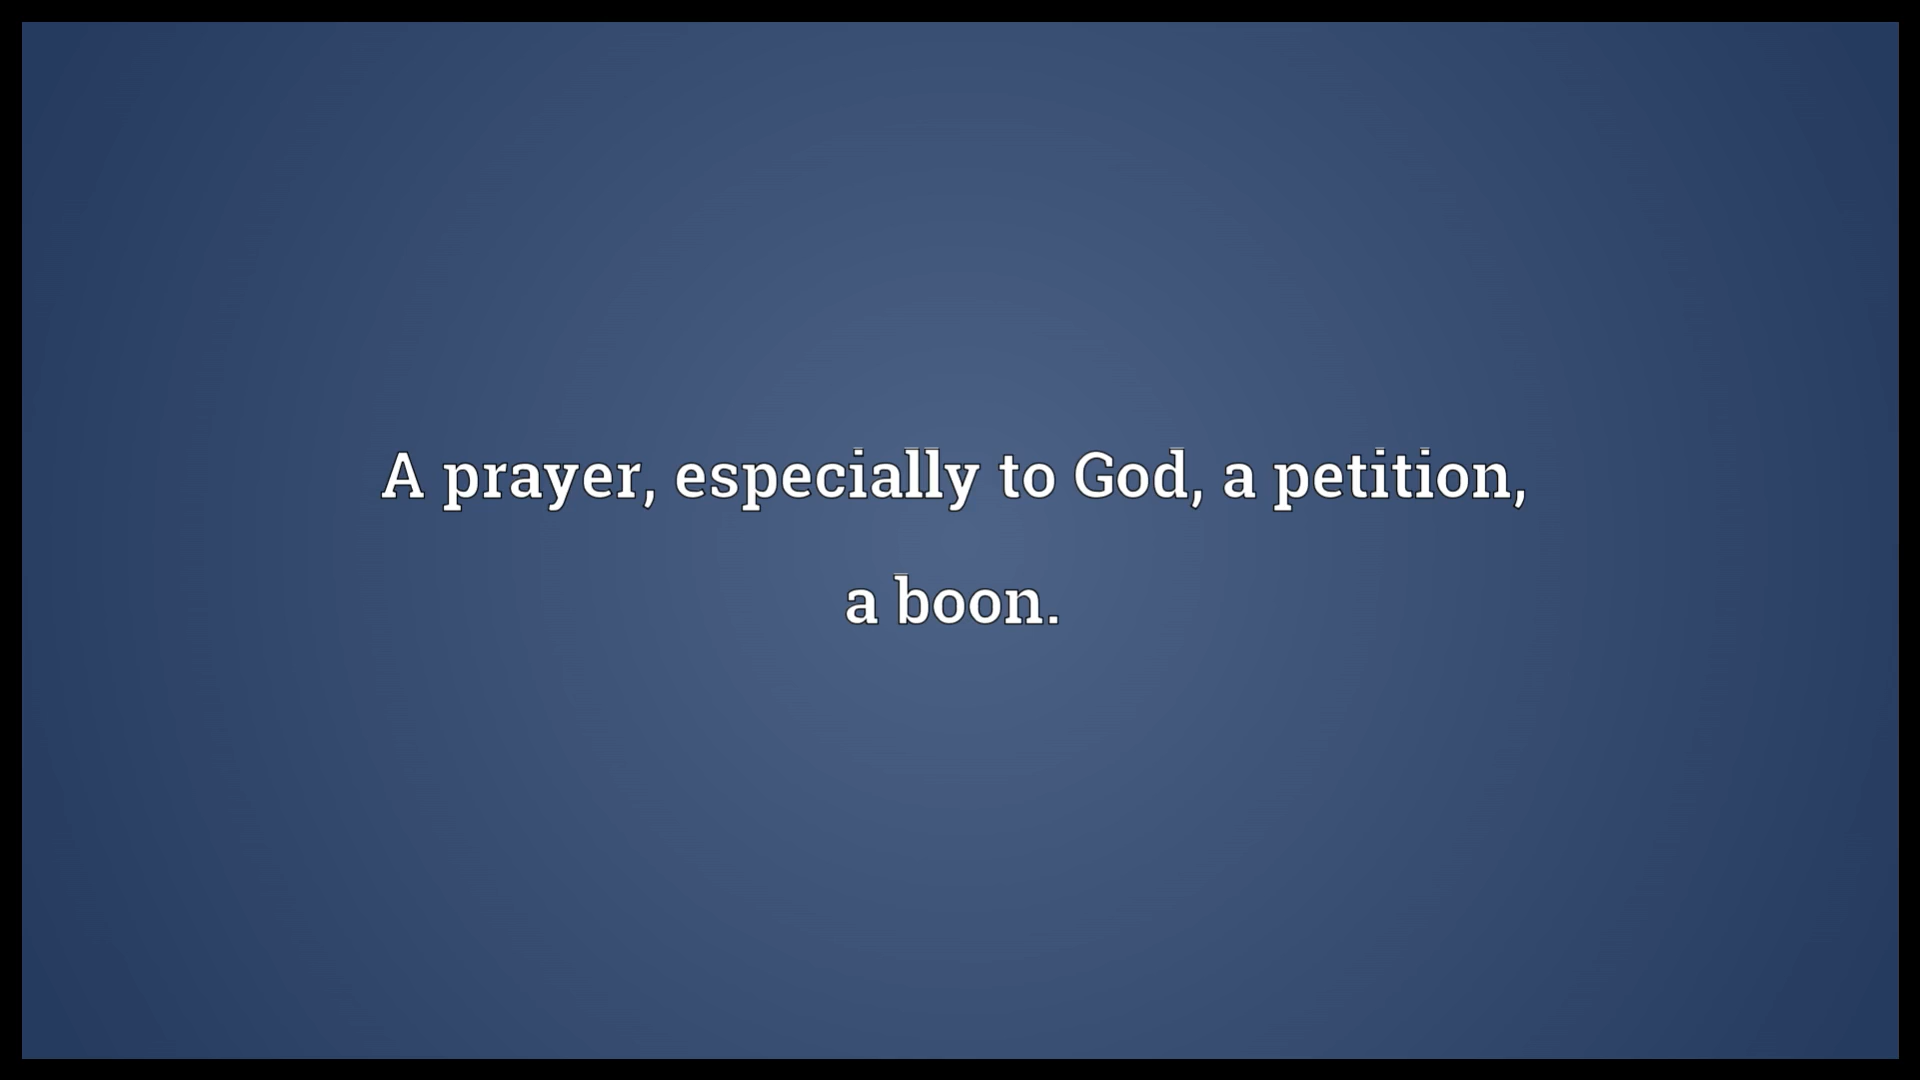 A prayer, especially to God, a petition,
a boon.